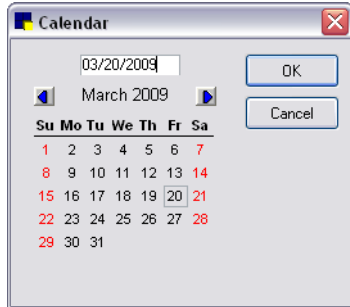 Calendar
03/20/2009
OK
March 2009
Cancel
Su Mo Tu We Th Fr Sa
1 2 3 4 5 6 7
8 9 10 11 12 13 14
15 16 17 18 19 20 21
22 23 24 25 26 27 28
29 30 31